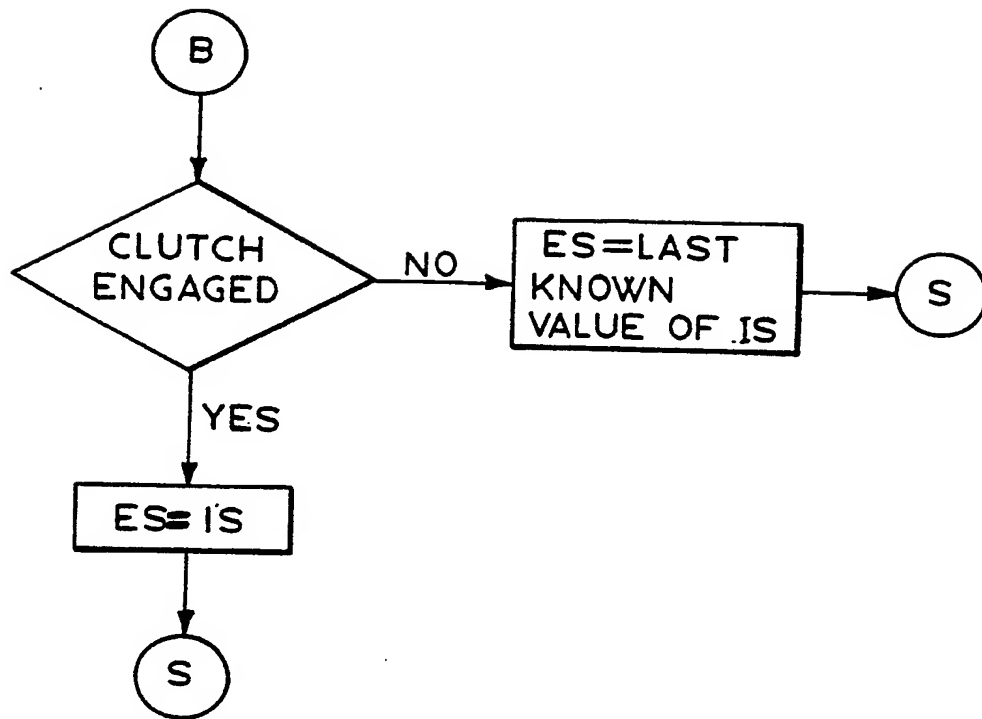 B
CLUTCH
ENGAGED
NO
ES=LAST
KNOWN
VALUE OF IS
S
YES
ES=IS
S